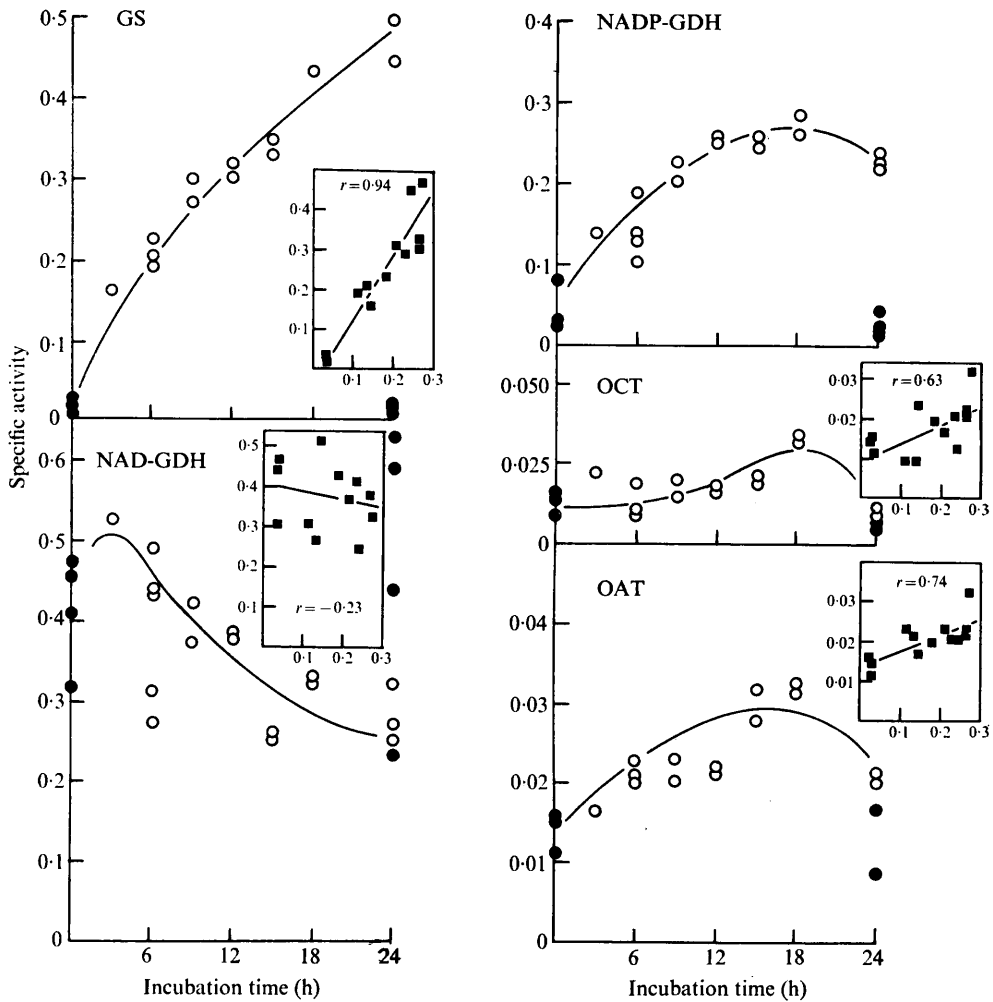 GS
0·5
0·4
0·3
0·2
0·1
0
r = 0·94
0·4
0·3
0·2
0·1
0·1 0·2 0·3
Specific activity
NAD-GDH
0·6
0·5
0·4
0·3
0·2
0·1
0
0·5
0·4
0·3
0·2
0·1
r = −0·23
0·1 0·2 0·3
6 12 18 24
Incubation time (h)
NADP-GDH
0·4
0·3
0·2
0·1
0
OCT
0·050
0·025
0
r = 0·63
0·03
0·02
0·01
0·1 0·2 0·3
OAT
0·04
0·03
0·02
0·01
0
r = 0·74
0·03
0·02
0·01
0·1 0·2 0·3
6 12 18 24
Incubation time (h)